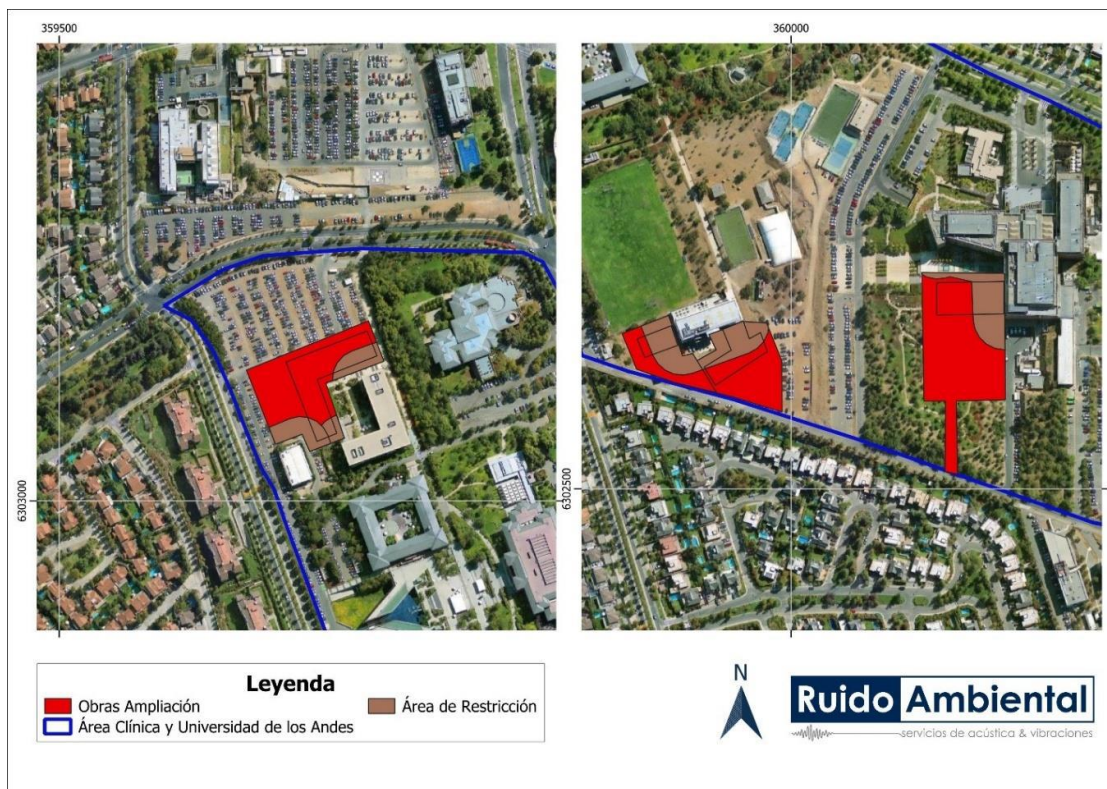 359500
360000
6303000
6302500
Leyenda
Obras Ampliación
Área de Restricción
Área Clínica y Universidad de los Andes
N
Ruido Ambiental
servicios de acústica & vibraciones